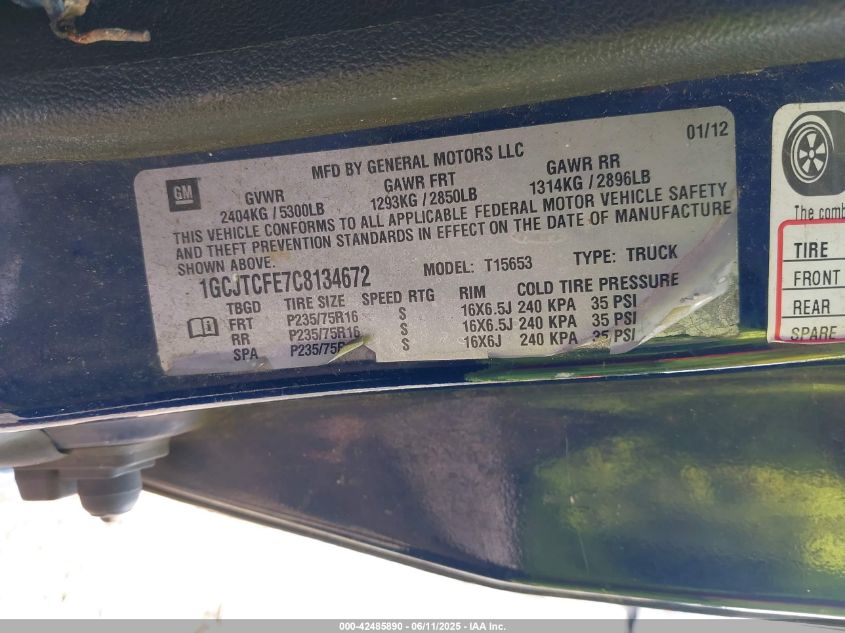 01/12
MFD BY GENERAL MOTORS LLC
GM
GVWR GAWR FRT GAWR RR
2404KG / 5300LB 1293KG / 2850LB 1314KG / 2896LB
THIS VEHICLE CONFORMS TO ALL APPLICABLE FEDERAL MOTOR VEHICLE SAFETY
AND THEFT PREVENTION STANDARDS IN EFFECT ON THE DATE OF MANUFACTURE
SHOWN ABOVE.
1GCJTCFE7C8134672 MODEL: T15653 TYPE: TRUCK
TBGD TIRE SIZE SPEED RTG RIM COLD TIRE PRESSURE
FRT P235/75R16 S 16X6.5J 240 KPA 35 PSI
RR P235/75R16 S 16X6.5J 240 KPA 35 PSI
SPA P235/75R16 S 16X6J 240 KPA 35 PSI
The comb
TIRE
FRONT
REAR
SPARE
000-42485890 - 06/11/2025 - IAA Inc.